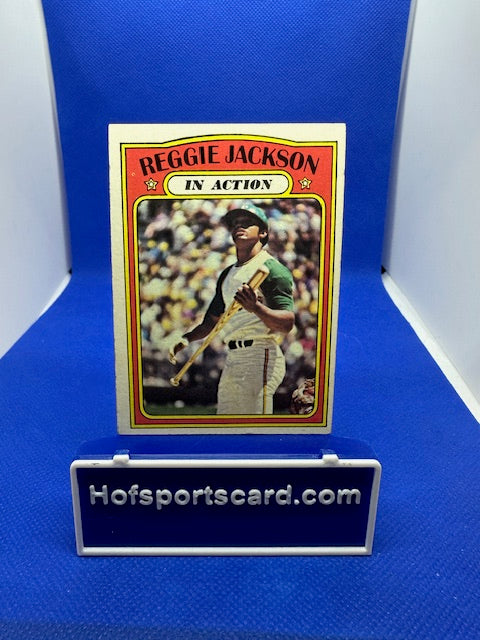 REGGIE JACKSON
IN ACTION
Hofsportscard.com